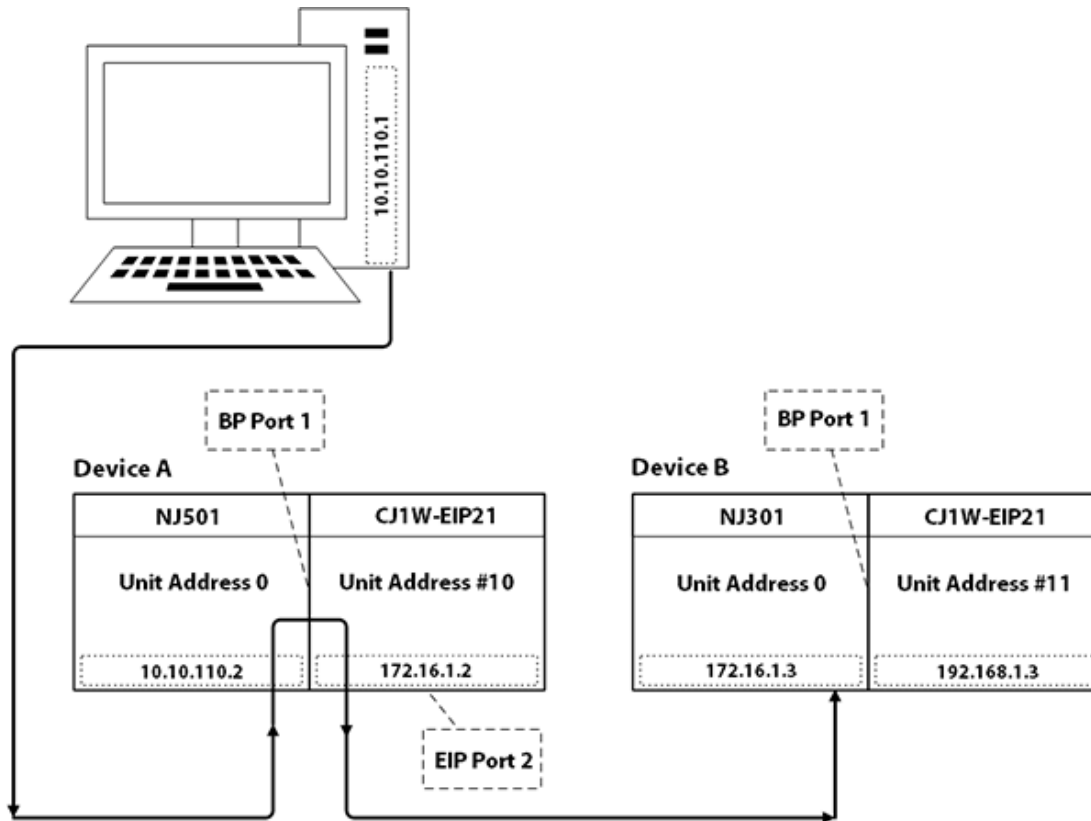 10.10.110.1
BP Port 1
BP Port 1
Device A
Device B
NJ501
CJ1W-EIP21
NJ301
CJ1W-EIP21
Unit Address 0
Unit Address #10
Unit Address 0
Unit Address #11
10.10.110.2
172.16.1.2
172.16.1.3
192.168.1.3
EIP Port 2